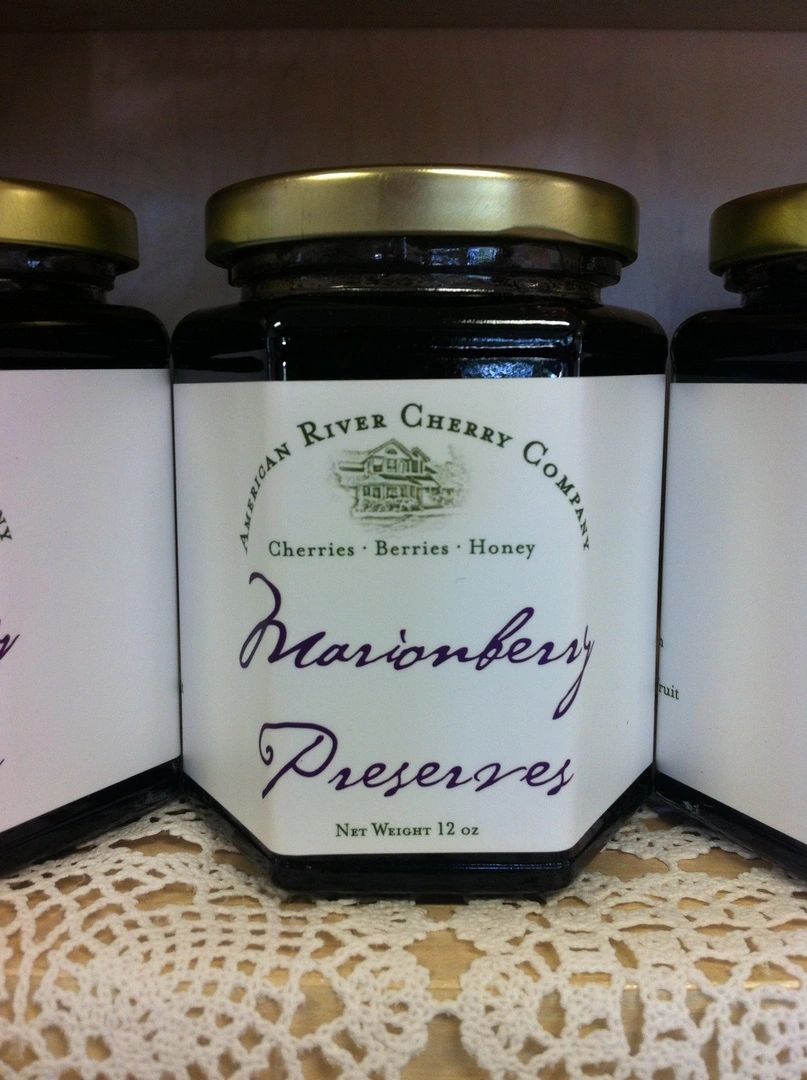 American River Cherry Company
Cherries · Berries · Honey
Marionberry
Preserves
Net Weight 12 oz